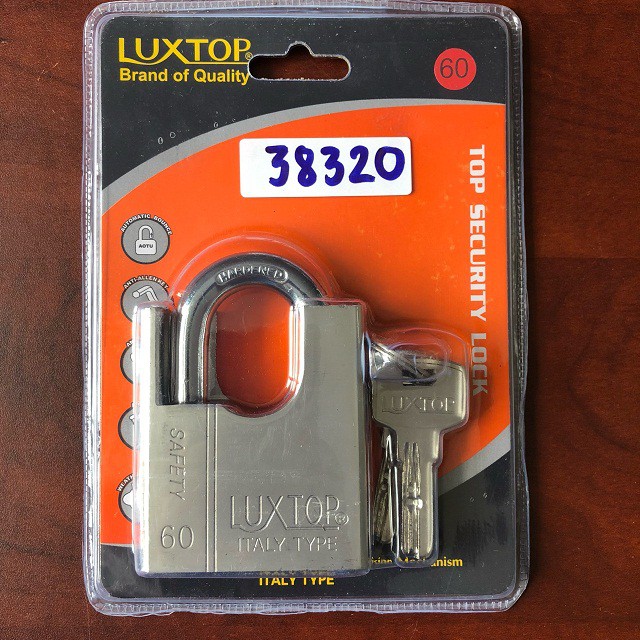 LUXTOP®
Brand of Quality
60
38320
TOP SECURITY LOCK
AUTOMATIC BOUNCE
AOTU
HARDENED
LUXTOP
SAFETY
60
LUXTOP®
ITALY TYPE
ITALY TYPE